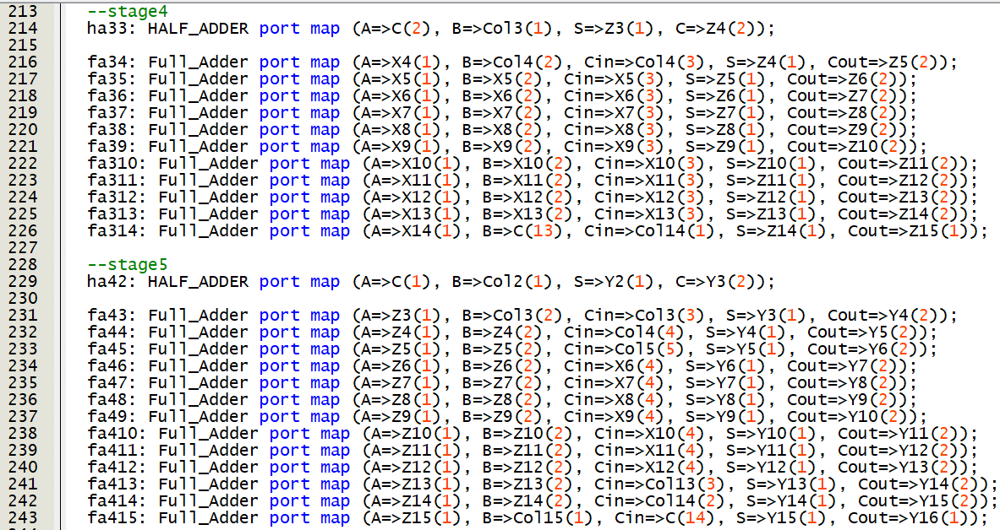 213 --stage4
214 ha33: HALF_ADDER port map (A=>C(2), B=>Col3(1), S=>Z3(1), C=>Z4(2));
215
216 fa34: Full_Adder port map (A=>X4(1), B=>Col4(2), Cin=>Col4(3), S=>Z4(1), Cout=>Z5(2));
217 fa35: Full_Adder port map (A=>X5(1), B=>X5(2), Cin=>X5(3), S=>Z5(1), Cout=>Z6(2));
218 fa36: Full_Adder port map (A=>X6(1), B=>X6(2), Cin=>X6(3), S=>Z6(1), Cout=>Z7(2));
219 fa37: Full_Adder port map (A=>X7(1), B=>X7(2), Cin=>X7(3), S=>Z7(1), Cout=>Z8(2));
220 fa38: Full_Adder port map (A=>X8(1), B=>X8(2), Cin=>X8(3), S=>Z8(1), Cout=>Z9(2));
221 fa39: Full_Adder port map (A=>X9(1), B=>X9(2), Cin=>X9(3), S=>Z9(1), Cout=>Z10(2));
222 fa310: Full_Adder port map (A=>X10(1), B=>X10(2), Cin=>X10(3), S=>Z10(1), Cout=>Z11(2));
223 fa311: Full_Adder port map (A=>X11(1), B=>X11(2), Cin=>X11(3), S=>Z11(1), Cout=>Z12(2));
224 fa312: Full_Adder port map (A=>X12(1), B=>X12(2), Cin=>X12(3), S=>Z12(1), Cout=>Z13(2));
225 fa313: Full_Adder port map (A=>X13(1), B=>X13(2), Cin=>X13(3), S=>Z13(1), Cout=>Z14(2));
226 fa314: Full_Adder port map (A=>X14(1), B=>C(13), Cin=>Col14(1), S=>Z14(1), Cout=>Z15(1));
227
228 --stage5
229 ha42: HALF_ADDER port map (A=>C(1), B=>Col2(1), S=>Y2(1), C=>Y3(2));
230
231 fa43: Full_Adder port map (A=>Z3(1), B=>Col3(2), Cin=>Col3(3), S=>Y3(1), Cout=>Y4(2));
232 fa44: Full_Adder port map (A=>Z4(1), B=>Z4(2), Cin=>Col4(4), S=>Y4(1), Cout=>Y5(2));
233 fa45: Full_Adder port map (A=>Z5(1), B=>Z5(2), Cin=>Col5(5), S=>Y5(1), Cout=>Y6(2));
234 fa46: Full_Adder port map (A=>Z6(1), B=>Z6(2), Cin=>X6(4), S=>Y6(1), Cout=>Y7(2));
235 fa47: Full_Adder port map (A=>Z7(1), B=>Z7(2), Cin=>X7(4), S=>Y7(1), Cout=>Y8(2));
236 fa48: Full_Adder port map (A=>Z8(1), B=>Z8(2), Cin=>X8(4), S=>Y8(1), Cout=>Y9(2));
237 fa49: Full_Adder port map (A=>Z9(1), B=>Z9(2), Cin=>X9(4), S=>Y9(1), Cout=>Y10(2));
238 fa410: Full_Adder port map (A=>Z10(1), B=>Z10(2), Cin=>X10(4), S=>Y10(1), Cout=>Y11(2));
239 fa411: Full_Adder port map (A=>Z11(1), B=>Z11(2), Cin=>X11(4), S=>Y11(1), Cout=>Y12(2));
240 fa412: Full_Adder port map (A=>Z12(1), B=>Z12(2), Cin=>X12(4), S=>Y12(1), Cout=>Y13(2));
241 fa413: Full_Adder port map (A=>Z13(1), B=>Z13(2), Cin=>Col13(3), S=>Y13(1), Cout=>Y14(2));
242 fa414: Full_Adder port map (A=>Z14(1), B=>Z14(2), Cin=>Col14(2), S=>Y14(1), Cout=>Y15(2));
243 fa415: Full_Adder port map (A=>Z15(1), B=>Col15(1), Cin=>C(14), S=>Y15(1), Cout=>Y16(1));